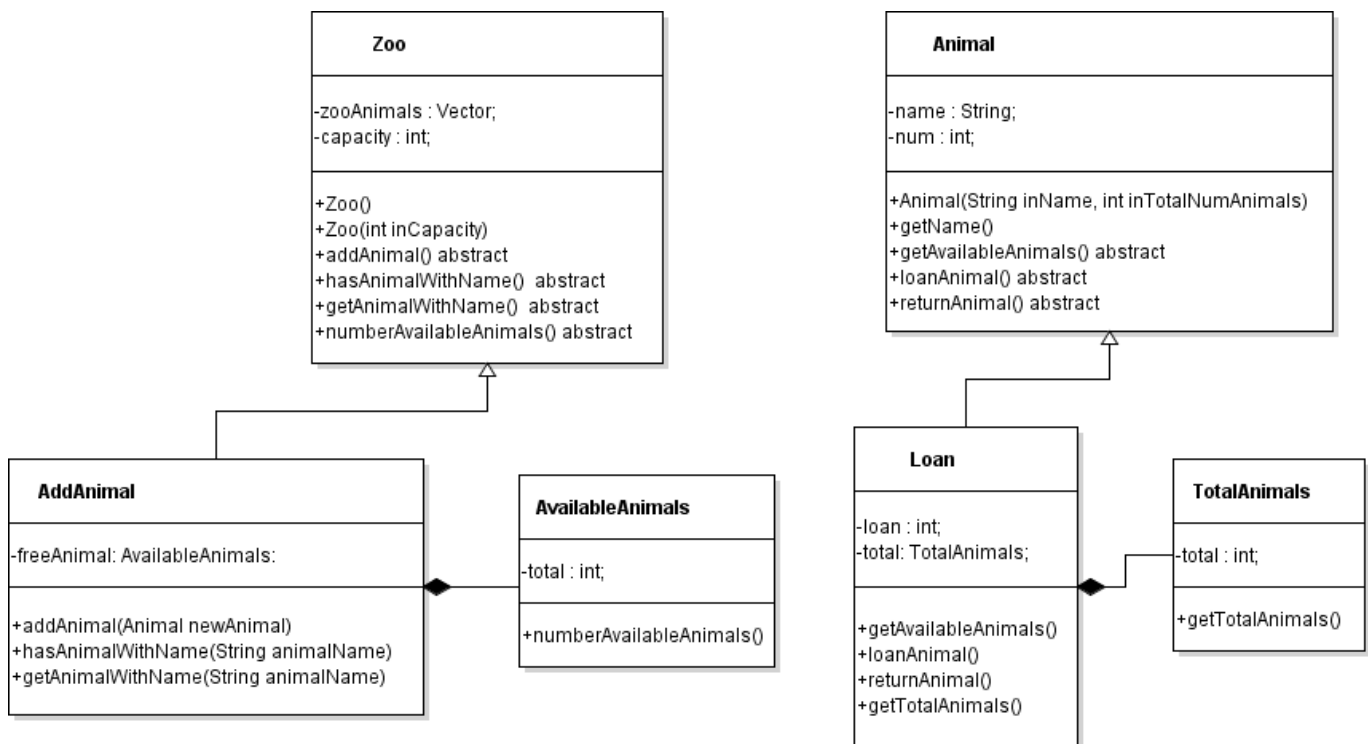 Zoo
-zooAnimals : Vector;
-capacity : int;
+Zoo()
+Zoo(int inCapacity)
+addAnimal() abstract
+hasAnimalWithName()  abstract
+getAnimalWithName()  abstract
+numberAvailableAnimals() abstract
Animal
-name : String;
-num : int;
+Animal(String inName, int inTotalNumAnimals)
+getName()
+getAvailableAnimals() abstract
+loanAnimal() abstract
+returnAnimal() abstract
AddAnimal
-freeAnimal: AvailableAnimals:
+addAnimal(Animal newAnimal)
+hasAnimalWithName(String animalName)
+getAnimalWithName(String animalName)
AvailableAnimals
-total : int;
+numberAvailableAnimals()
Loan
-loan : int;
-total: TotalAnimals;
+getAvailableAnimals()
+loanAnimal()
+returnAnimal()
+getTotalAnimals()
TotalAnimals
-total : int;
+getTotalAnimals()